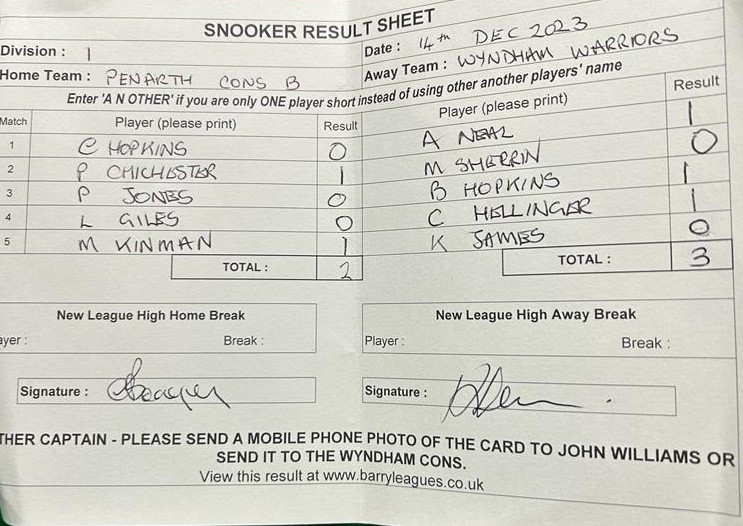 SNOOKER RESULT SHEET
Division : 1
Date : 14th DEC 2023
Home Team : PENARTH CONS B
Away Team : WYNDHAM WARRIORS
Enter 'A N OTHER' if you are only ONE player short instead of using other another players' name
Match Player (please print) Result Player (please print) Result
1 C HOPKINS 0 A NEAL 1
2 P CHICHESTER 1 M SHERRIN 0
3 P JONES 0 B HOPKINS 1
4 L GILES 0 C HELLINGER 1
5 M KINMAN 1 K JAMES 0
TOTAL : 2 TOTAL : 3
New League High Home Break New League High Away Break
ayer : Break : Player : Break :
Signature : Signature :
THER CAPTAIN - PLEASE SEND A MOBILE PHONE PHOTO OF THE CARD TO JOHN WILLIAMS OR
SEND IT TO THE WYNDHAM CONS.
View this result at www.barryleagues.co.uk